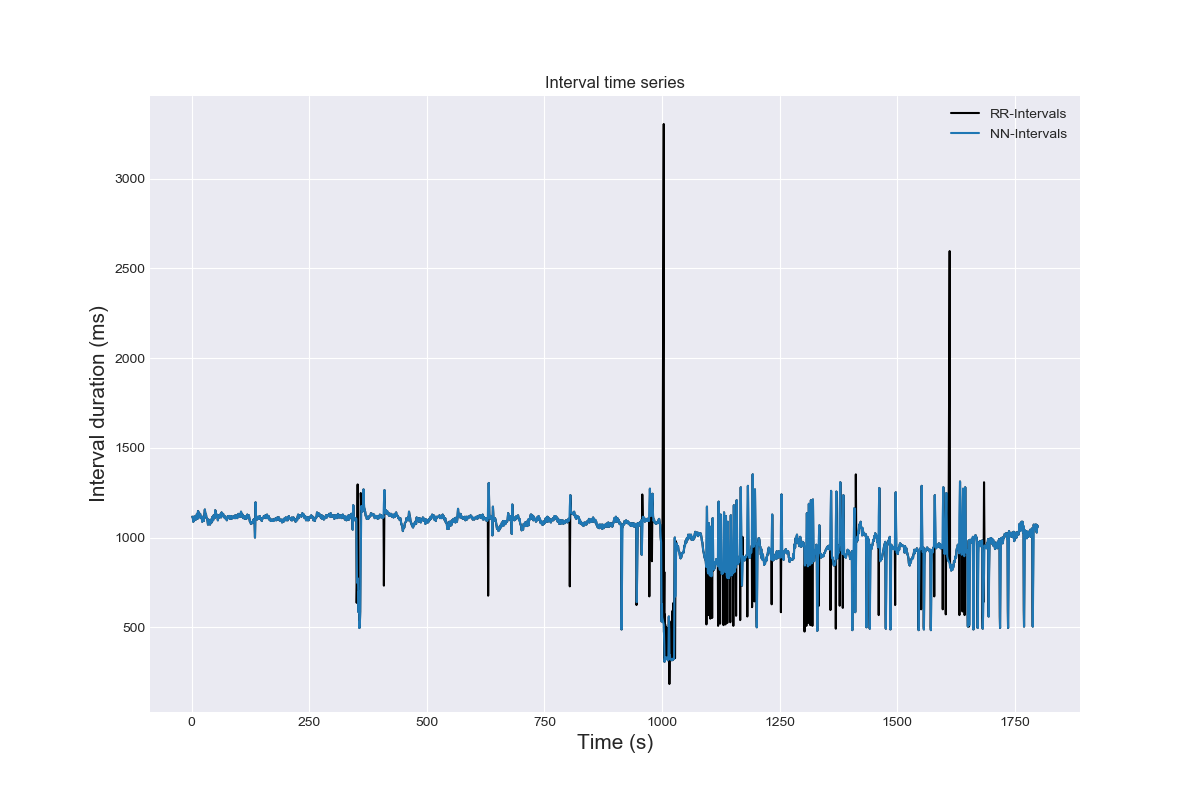 Interval time series
RR-Intervals
NN-Intervals
Interval duration (ms)
3000
2500
2000
1500
1000
500
0 250 500 750 1000 1250 1500 1750
Time (s)